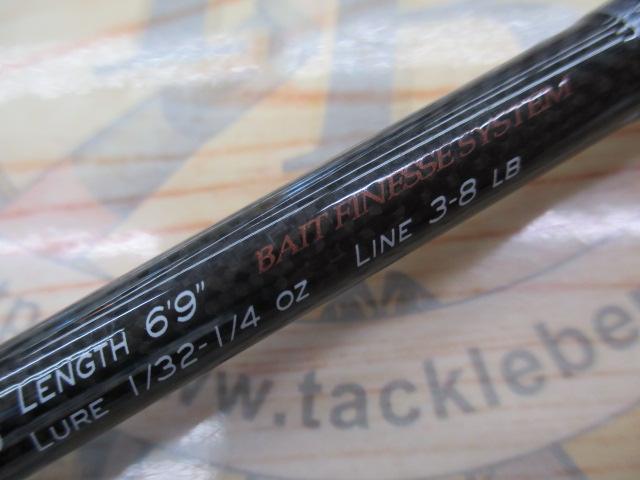 BAIT FINESSE SYSTEM
LENGTH 6'9"
LURE 1/32-1/4 OZ LINE 3-8 LB
www.tacklebe